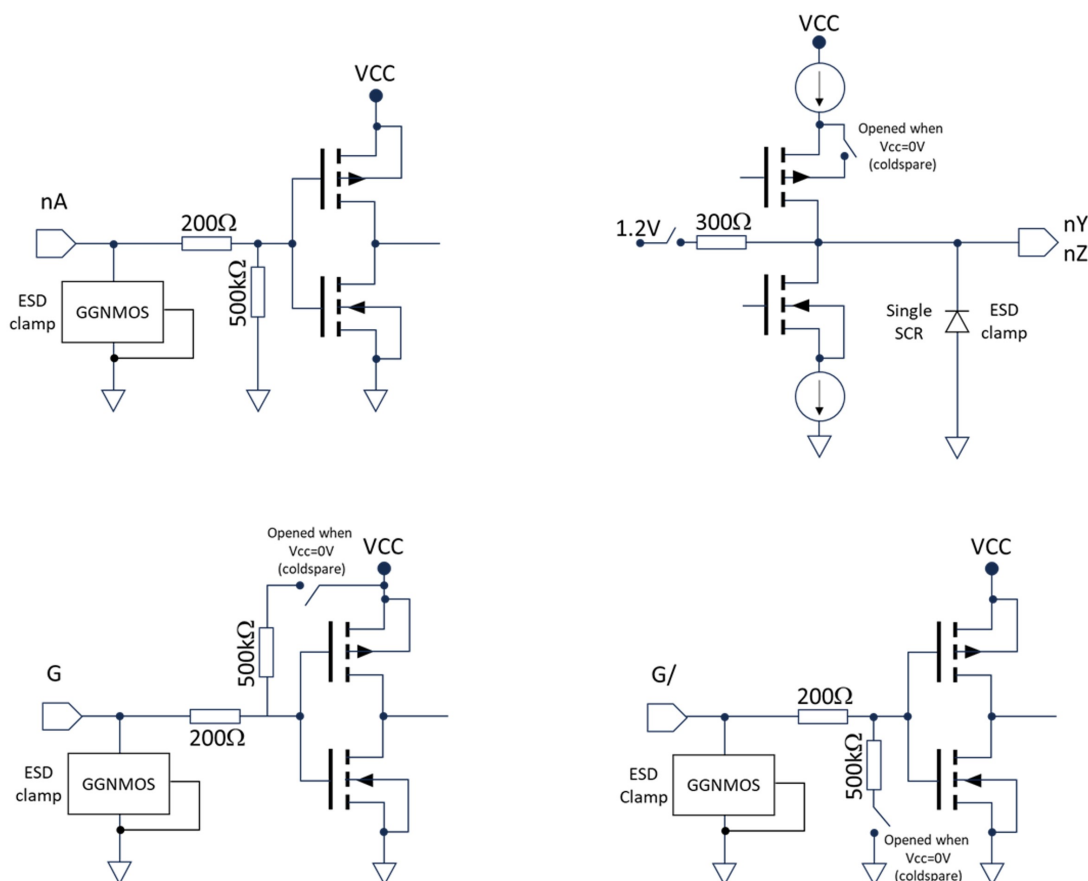 VCC
nA
200Ω
500kΩ
ESD
clamp
GGNMOS
VCC
Opened when
Vcc=0V
(coldspare)
1.2V
300Ω
nY
nZ
Single
SCR
ESD
clamp
Opened when
Vcc=0V
(coldspare)
VCC
500kΩ
G
200Ω
ESD
clamp
GGNMOS
VCC
G/
200Ω
500kΩ
ESD
Clamp
GGNMOS
Opened when
Vcc=0V
(coldspare)